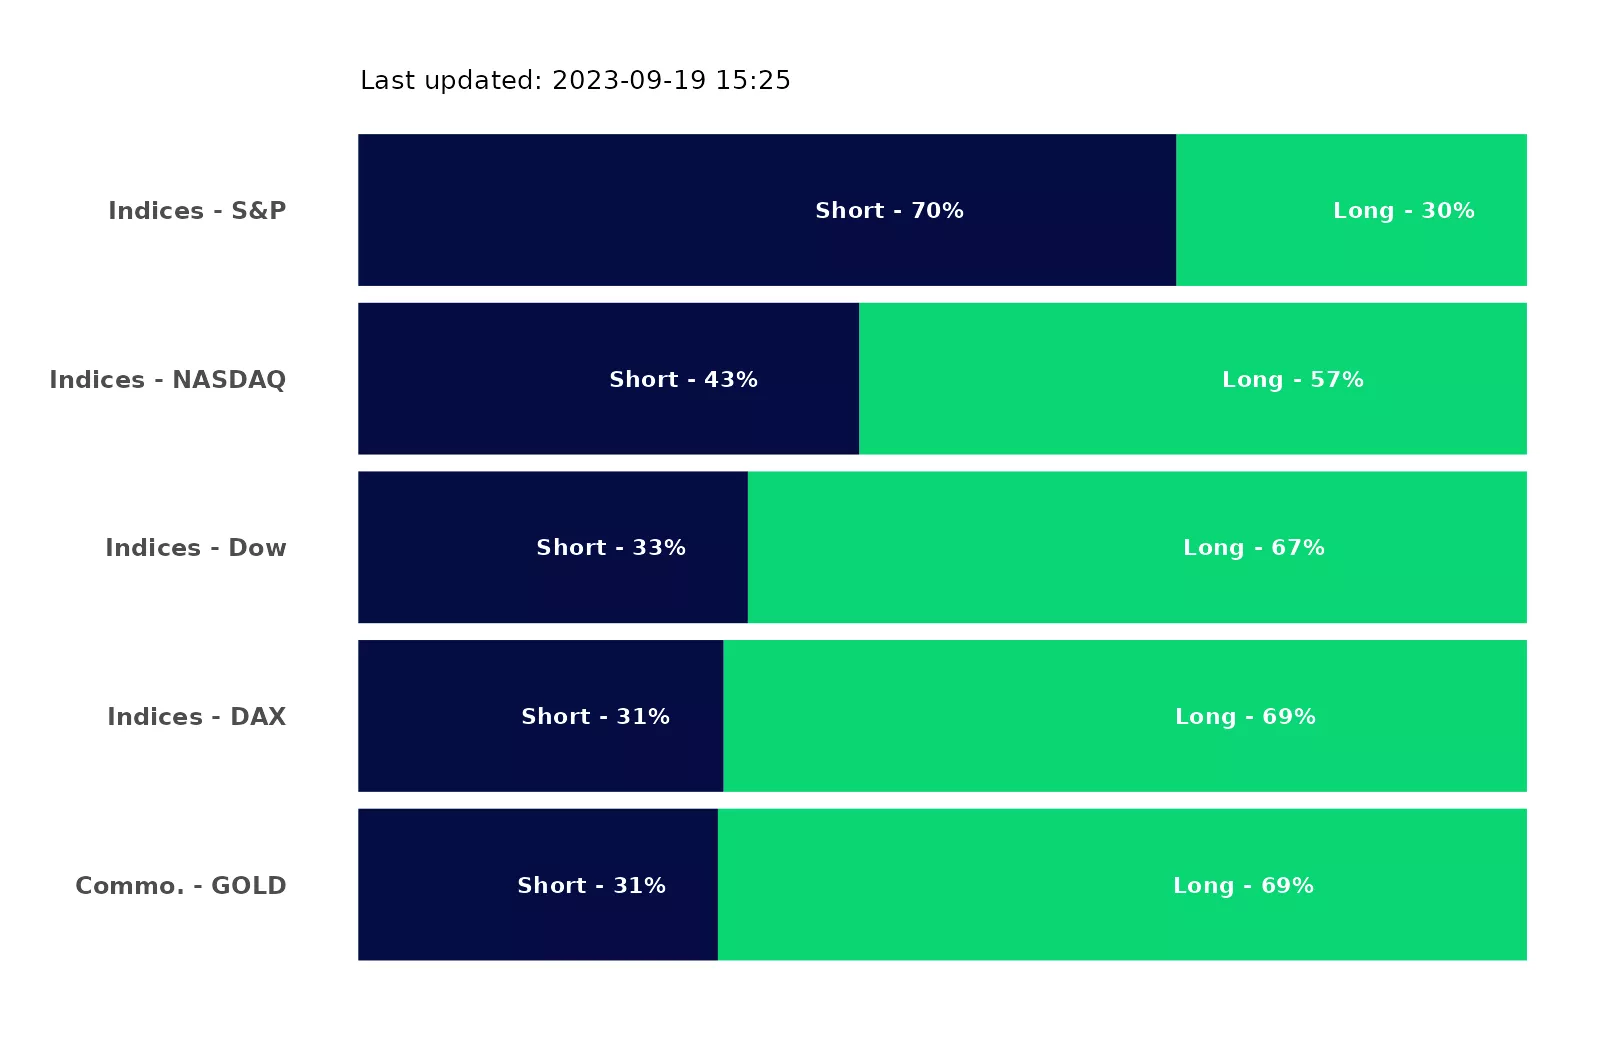 Last updated: 2023-09-19 15:25
Indices - S&P Short - 70% Long - 30%
Indices - NASDAQ Short - 43% Long - 57%
Indices - Dow Short - 33% Long - 67%
Indices - DAX Short - 31% Long - 69%
Commo. - GOLD Short - 31% Long - 69%